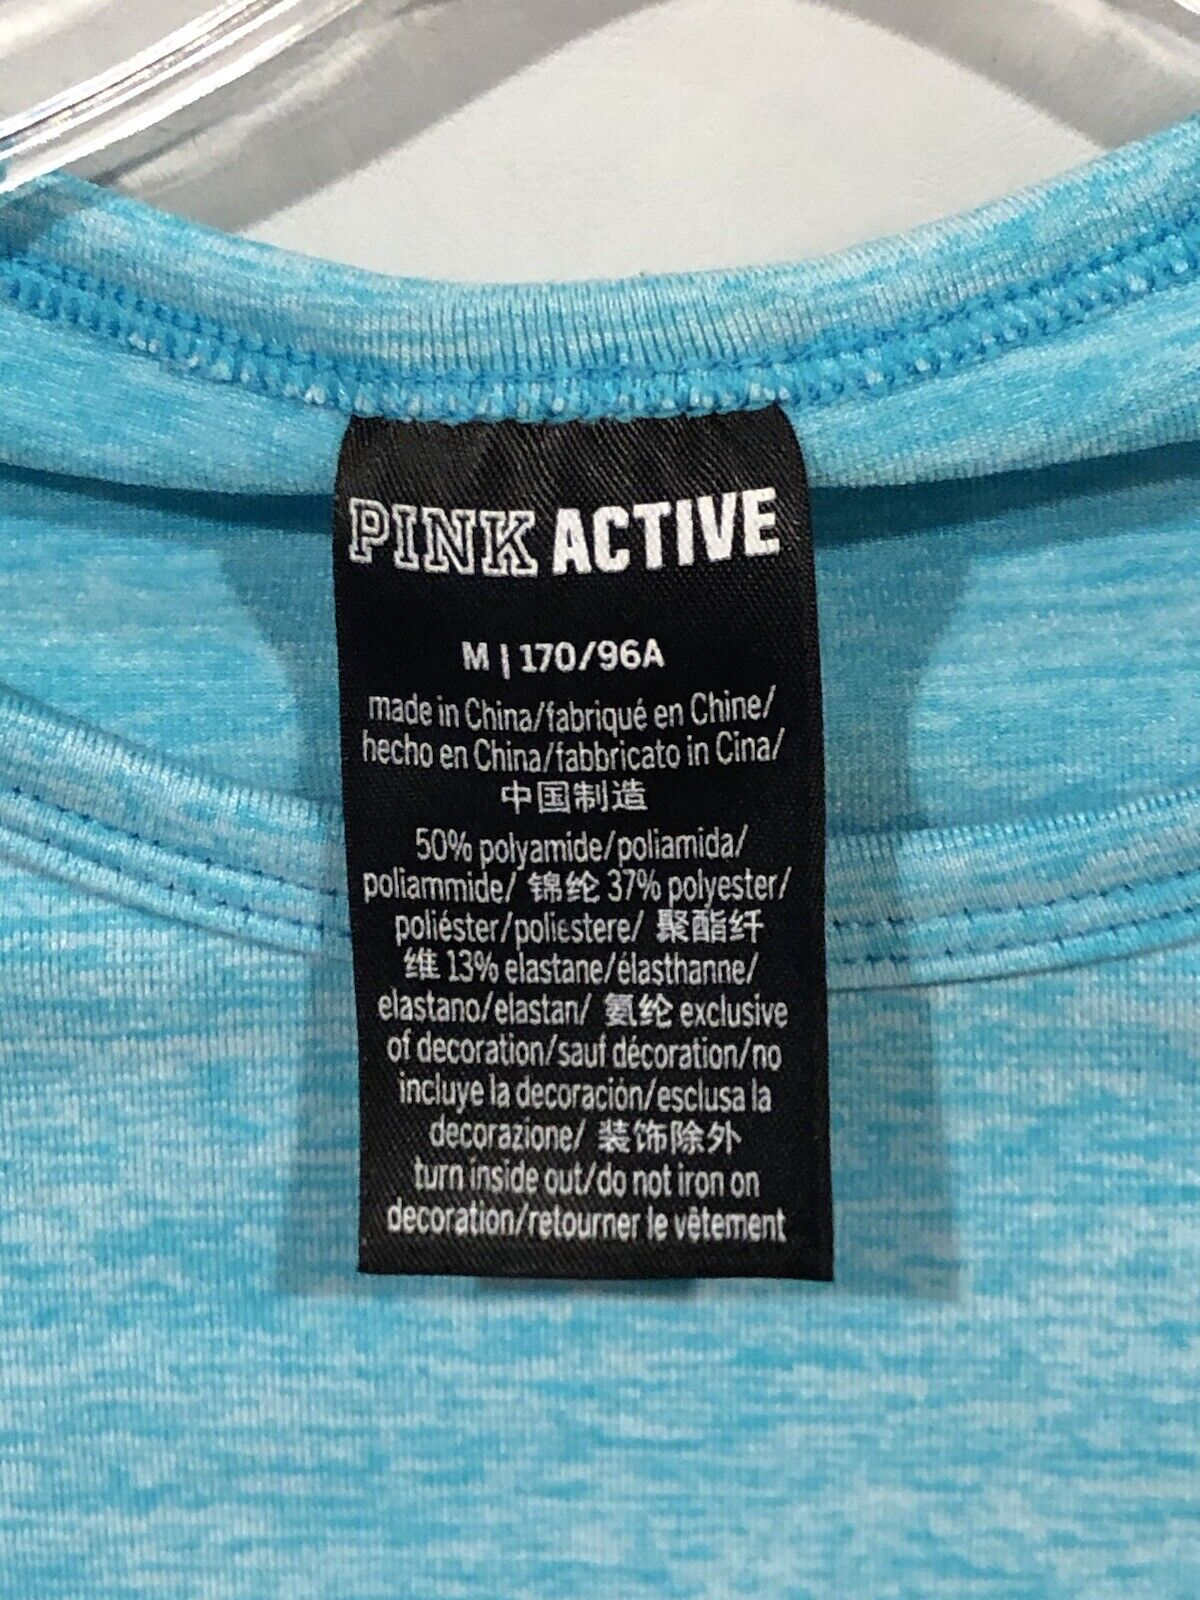 PINK ACTIVE
M | 170/96A
made in China/fabriqué en Chine/
hecho en China/fabbricato in Cina/
中国制造
50% polyamide/poliamida/
poliammide/ 锦纶 37% polyester/
poliéster/poliestere/ 聚酯纤
维 13% elastane/élasthanne/
elastano/elastan/ 氨纶 exclusive
of decoration/sauf décoration/no
incluye la decoración/esclusa la
decorazione/ 装饰除外
turn inside out/do not iron on
decoration/retourner le vêtement